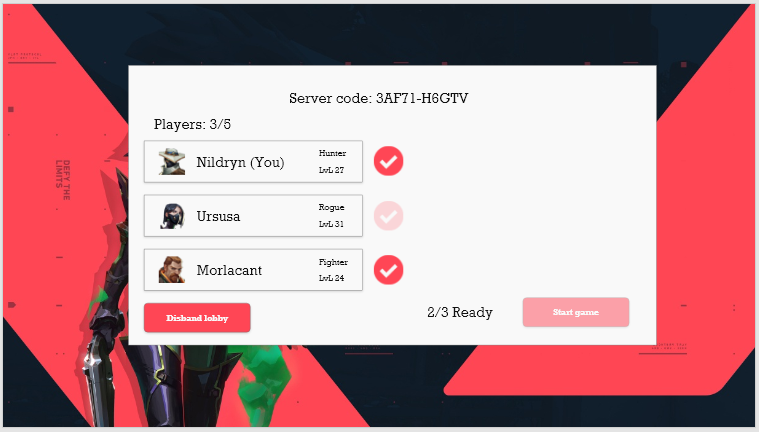 Server code: 3AF71-H6GTV
Players: 3/5
Nildryn (You)
Hunter
LvL 27
Ursusa
Rogue
LvL 31
Morlacant
Fighter
LvL 24
Disband lobby
2/3 Ready
Start game
DEFY THE
LIMITS